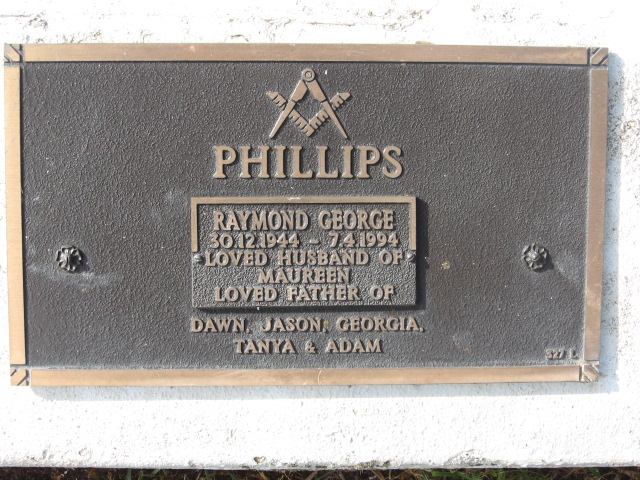 PHILLIPS
RAYMOND GEORGE
30.12.1944 - 7.4.1994
LOVED HUSBAND OF
MAUREEN
LOVED FATHER OF
DAWN, JASON, GEORGIA,
TANYA & ADAM
527 L